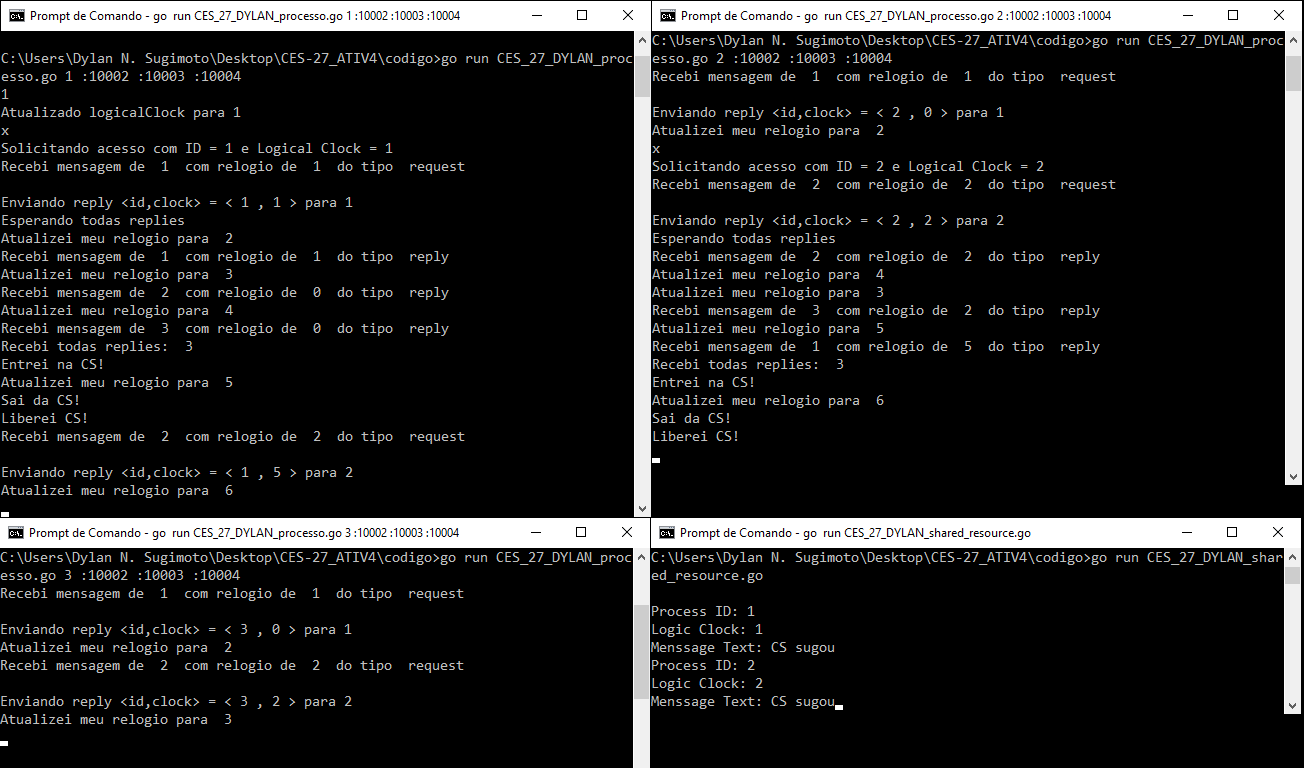 Prompt de Comando - go  run CES_27_DYLAN_processo.go 1 :10002 :10003 :10004
C:\Users\Dylan N. Sugimoto\Desktop\CES-27_ATIV4\codigo>go run CES_27_DYLAN_proc
esso.go 1 :10002 :10003 :10004
1
Atualizado logicalClock para 1
x
Solicitando acesso com ID = 1 e Logical Clock = 1
Recebi mensagem de  1  com relogio de  1  do tipo  request
Enviando reply <id,clock> = < 1 , 1 > para 1
Esperando todas replies
Atualizei meu relogio para  2
Recebi mensagem de  1  com relogio de  1  do tipo  reply
Atualizei meu relogio para  3
Recebi mensagem de  2  com relogio de  0  do tipo  reply
Atualizei meu relogio para  4
Recebi mensagem de  3  com relogio de  0  do tipo  reply
Recebi todas replies:  3
Entrei na CS!
Atualizei meu relogio para  5
Sai da CS!
Liberei CS!
Recebi mensagem de  2  com relogio de  2  do tipo  request
Enviando reply <id,clock> = < 1 , 5 > para 2
Atualizei meu relogio para  6
Prompt de Comando - go  run CES_27_DYLAN_processo.go 2 :10002 :10003 :10004
C:\Users\Dylan N. Sugimoto\Desktop\CES-27_ATIV4\codigo>go run CES_27_DYLAN_proc
esso.go 2 :10002 :10003 :10004
Recebi mensagem de  1  com relogio de  1  do tipo  request
Enviando reply <id,clock> = < 2 , 0 > para 1
Atualizei meu relogio para  2
x
Solicitando acesso com ID = 2 e Logical Clock = 2
Recebi mensagem de  2  com relogio de  2  do tipo  request
Enviando reply <id,clock> = < 2 , 2 > para 2
Esperando todas replies
Recebi mensagem de  2  com relogio de  2  do tipo  reply
Atualizei meu relogio para  4
Atualizei meu relogio para  3
Recebi mensagem de  3  com relogio de  2  do tipo  reply
Atualizei meu relogio para  5
Recebi mensagem de  1  com relogio de  5  do tipo  reply
Recebi todas replies:  3
Entrei na CS!
Atualizei meu relogio para  6
Sai da CS!
Liberei CS!
Prompt de Comando - go  run CES_27_DYLAN_processo.go 3 :10002 :10003 :10004
C:\Users\Dylan N. Sugimoto\Desktop\CES-27_ATIV4\codigo>go run CES_27_DYLAN_proc
esso.go 3 :10002 :10003 :10004
Recebi mensagem de  1  com relogio de  1  do tipo  request
Enviando reply <id,clock> = < 3 , 0 > para 1
Atualizei meu relogio para  2
Recebi mensagem de  2  com relogio de  2  do tipo  request
Enviando reply <id,clock> = < 3 , 2 > para 2
Atualizei meu relogio para  3
Prompt de Comando - go  run CES_27_DYLAN_shared_resource.go
C:\Users\Dylan N. Sugimoto\Desktop\CES-27_ATIV4\codigo>go run CES_27_DYLAN_shar
ed_resource.go
Process ID: 1
Logic Clock: 1
Menssage Text: CS sugou
Process ID: 2
Logic Clock: 2
Menssage Text: CS sugou